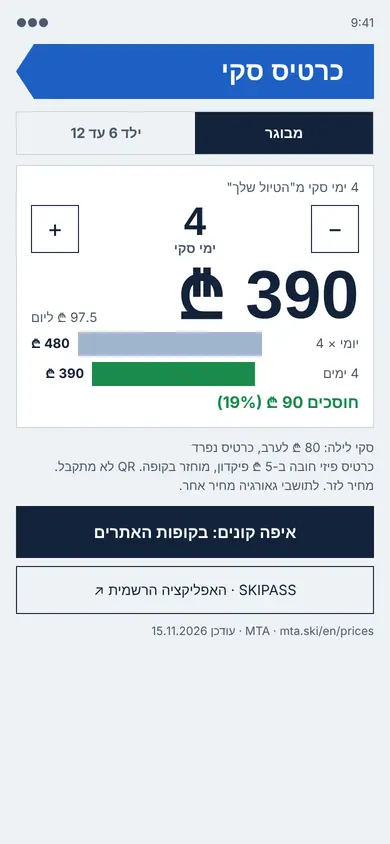 9:41
כרטיס סקי
מבוגר
ילד 6 עד 12
4 ימי סקי מ"הטיול שלך"
−
4
+
ימי סקי
390 ₾
97.5 ₾ ליום
יומי × 4
480 ₾
4 ימים
390 ₾
חוסכים 90 ₾ (19%)
סקי לילה: 80 ₾ לערב, כרטיס נפרד
כרטיס פיזי חובה ב-5 ₾ פיקדון, מוחזר בקופה. QR לא מתקבל.
מחיר לזר. לתושבי גאורגיה מחיר אחר.
איפה קונים: בקופות האתרים
SKIPASS · האפליקציה הרשמית ↗
MTA · mta.ski/en/prices · עודכן 15.11.2026